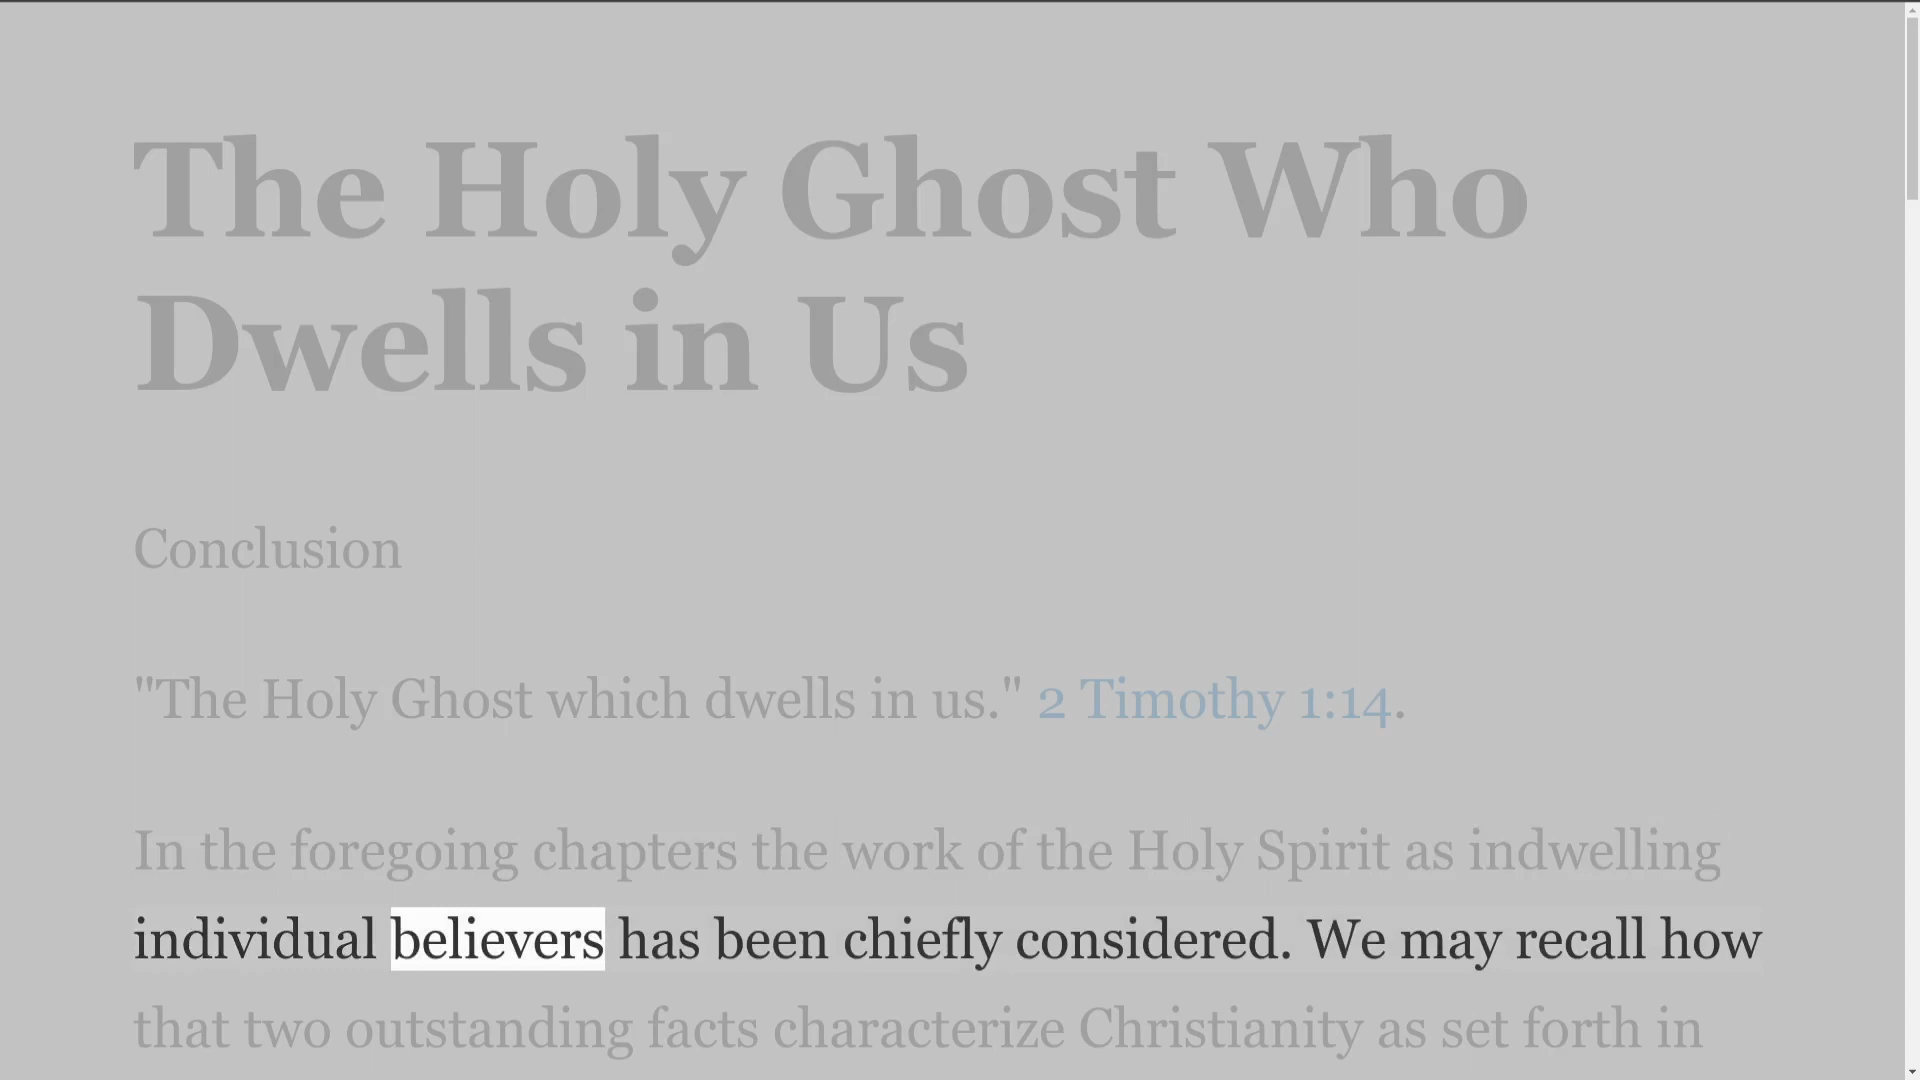 The Holy Ghost Who
Dwells in Us
Conclusion
"The Holy Ghost which dwells in us." 2 Timothy 1:14.
In the foregoing chapters the work of the Holy Spirit as indwelling
individual believers has been chiefly considered. We may recall how
that two outstanding facts characterize Christianity as set forth in